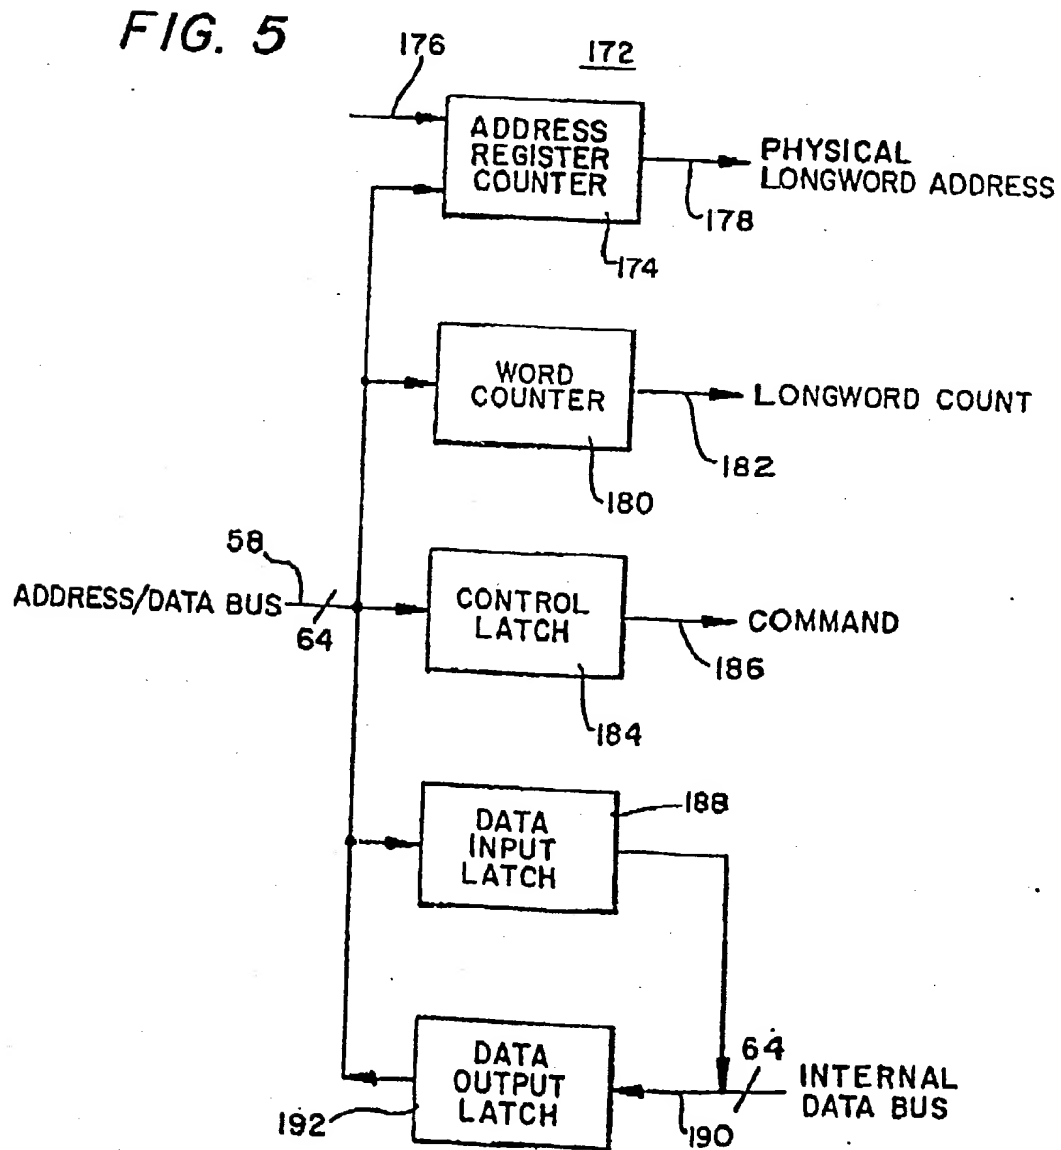 FIG. 5
176
172
ADDRESS
REGISTER
COUNTER
PHYSICAL
LONGWORD ADDRESS
178
174
WORD
COUNTER
LONGWORD COUNT
182
180
58
ADDRESS/DATA BUS
64
CONTROL
LATCH
COMMAND
186
184
188
DATA
INPUT
LATCH
64
DATA
OUTPUT
LATCH
INTERNAL
DATA BUS
192
190